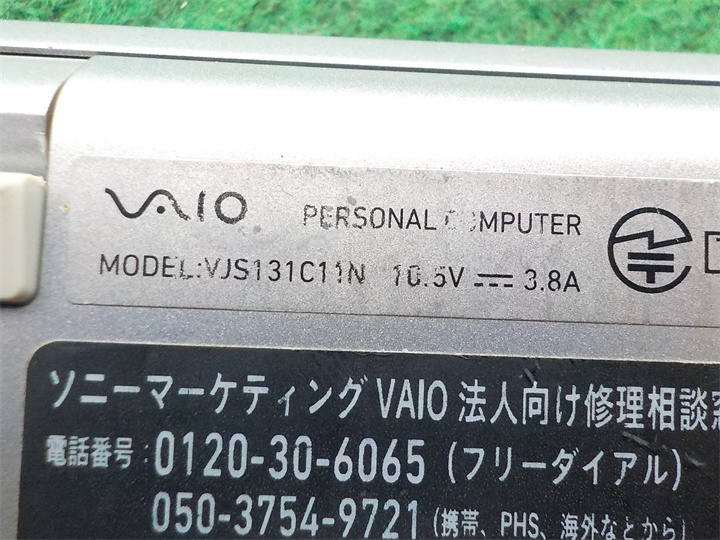 VAIO PERSONAL COMPUTER
MODEL:VJS131C11N 10.5V ⎓ 3.8A
ソニーマーケティング VAIO 法人向け修理相談窓
電話番号:0120-30-6065 (フリーダイアル)
050-3754-9721 (携帯、PHS、海外などから)